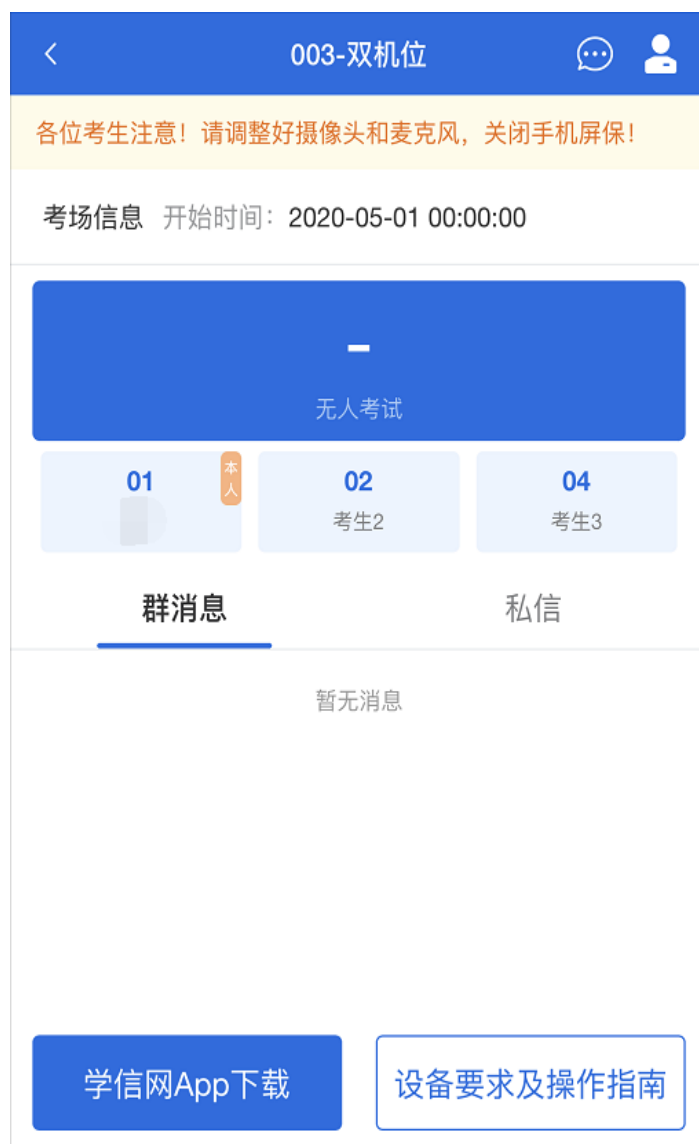 003-双机位
各位考生注意！请调整好摄像头和麦克风，关闭手机屏保！
考场信息 开始时间：2020-05-01 00:00:00
-
无人考试
01 本人 02 04
考生2 考生3
群消息 私信
暂无消息
学信网App下载 设备要求及操作指南